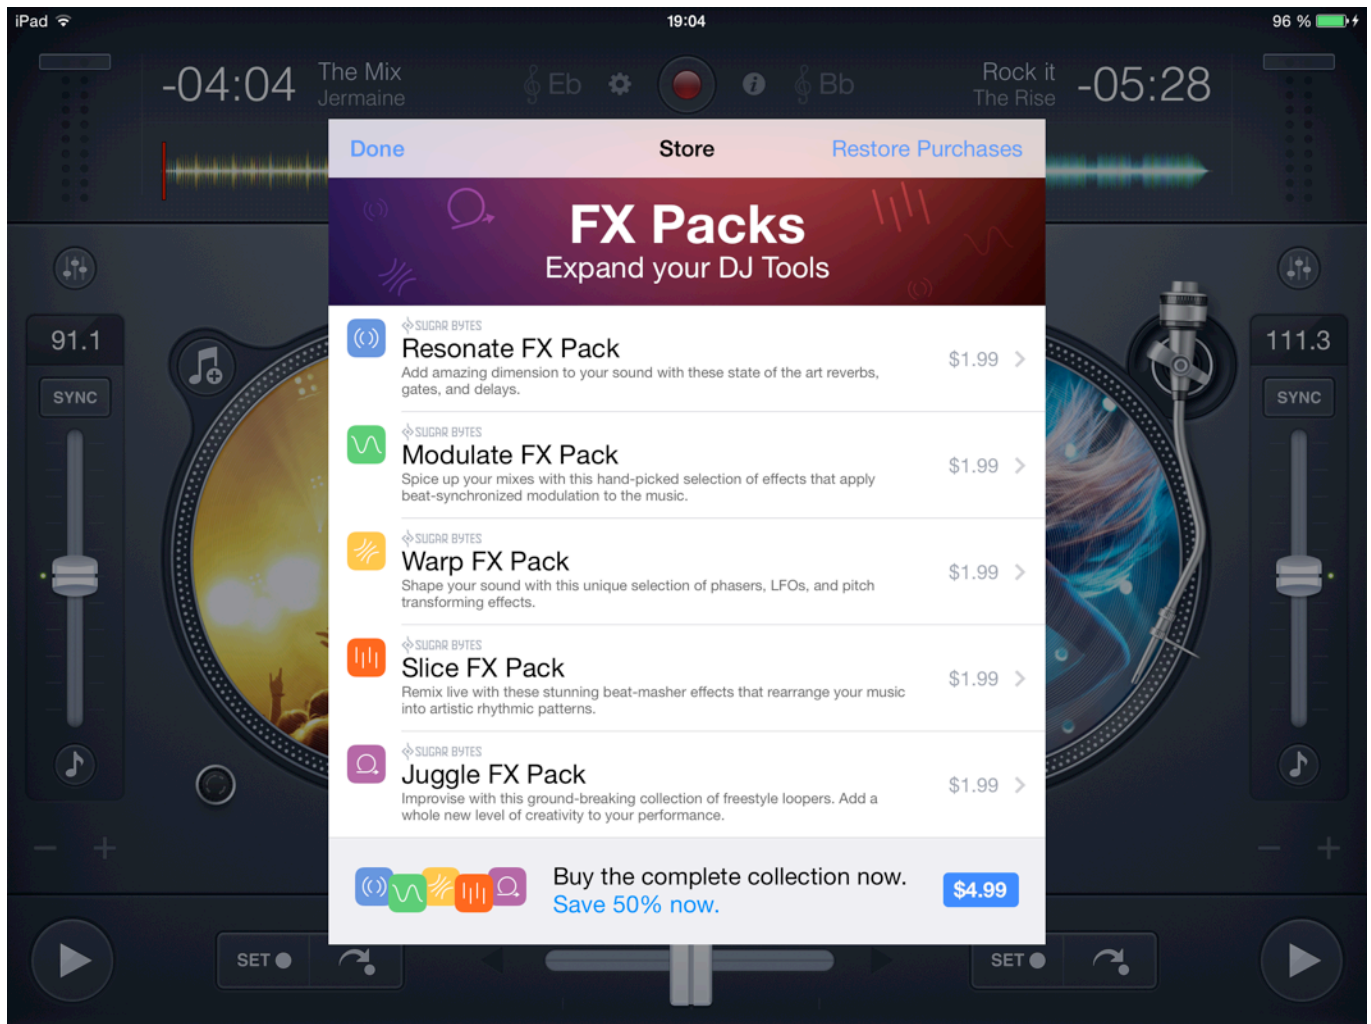 iPad
19:04
96 %
-04:04
The Mix
Jermaine
Eb
Bb
Rock it
The Rise
-05:28
Done
Store
Restore Purchases
FX Packs
Expand your DJ Tools
91.1
SYNC
111.3
SYNC
SUGAR BYTES
Resonate FX Pack
Add amazing dimension to your sound with these state of the art reverbs,
gates, and delays.
$1.99
SUGAR BYTES
Modulate FX Pack
Spice up your mixes with this hand-picked selection of effects that apply
beat-synchronized modulation to the music.
$1.99
SUGAR BYTES
Warp FX Pack
Shape your sound with this unique selection of phasers, LFOs, and pitch
transforming effects.
$1.99
SUGAR BYTES
Slice FX Pack
Remix live with these stunning beat-masher effects that rearrange your music
into artistic rhythmic patterns.
$1.99
SUGAR BYTES
Juggle FX Pack
Improvise with this ground-breaking collection of freestyle loopers. Add a
whole new level of creativity to your performance.
$1.99
Buy the complete collection now.
Save 50% now.
$4.99
SET
SET